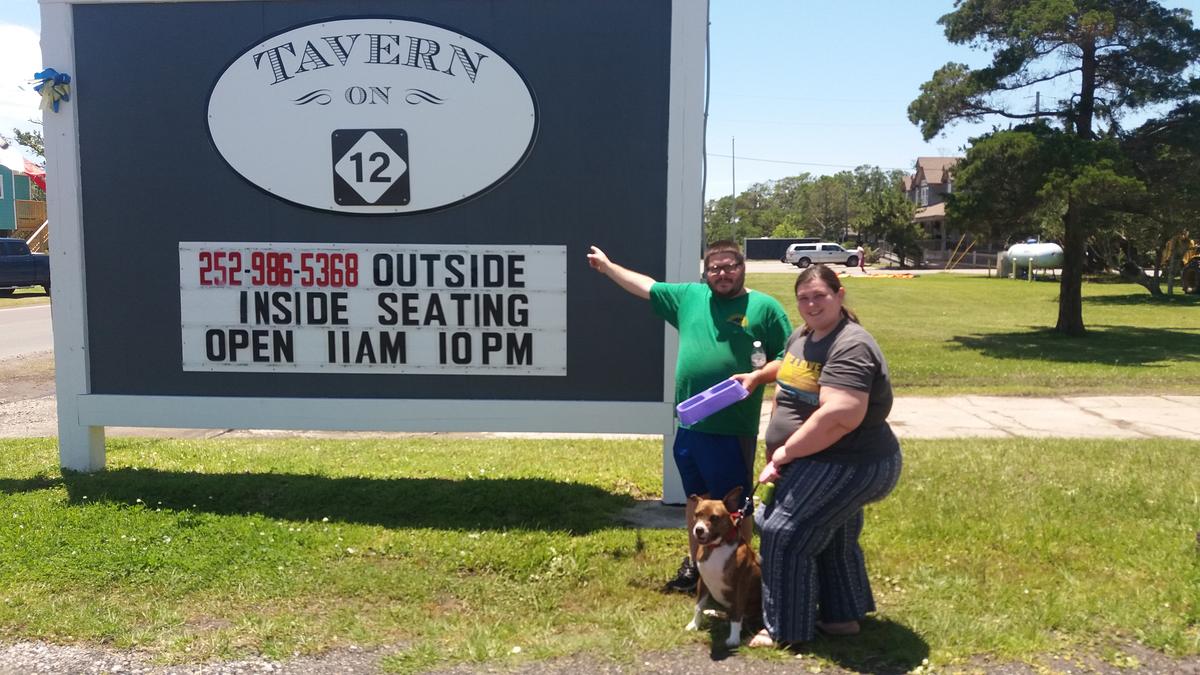 TAVERN
ON
12
252-986-5368 OUTSIDE
INSIDE SEATING
OPEN 11AM 10PM